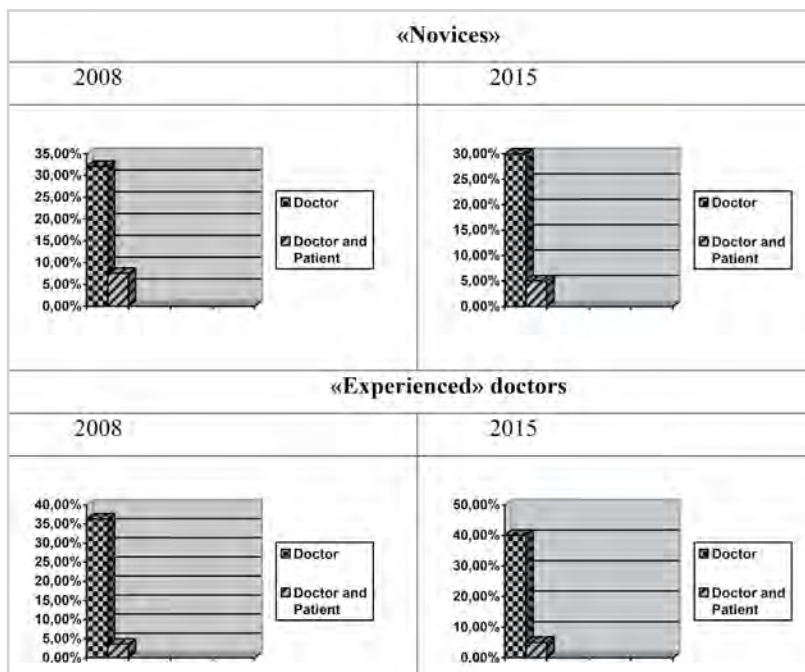 «Novices»
2008
2015
35,00%
30,00%
25,00%
20,00%
15,00%
10,00%
5,00%
0,00%
Doctor
Doctor and
Patient
30,00%
25,00%
20,00%
15,00%
10,00%
5,00%
0,00%
Doctor
Doctor and
Patient
«Experienced» doctors
2008
2015
40,00%
35,00%
30,00%
25,00%
20,00%
15,00%
10,00%
5,00%
0,00%
Doctor
Doctor and
Patient
50,00%
40,00%
30,00%
20,00%
10,00%
0,00%
Doctor
Doctor and
Patient